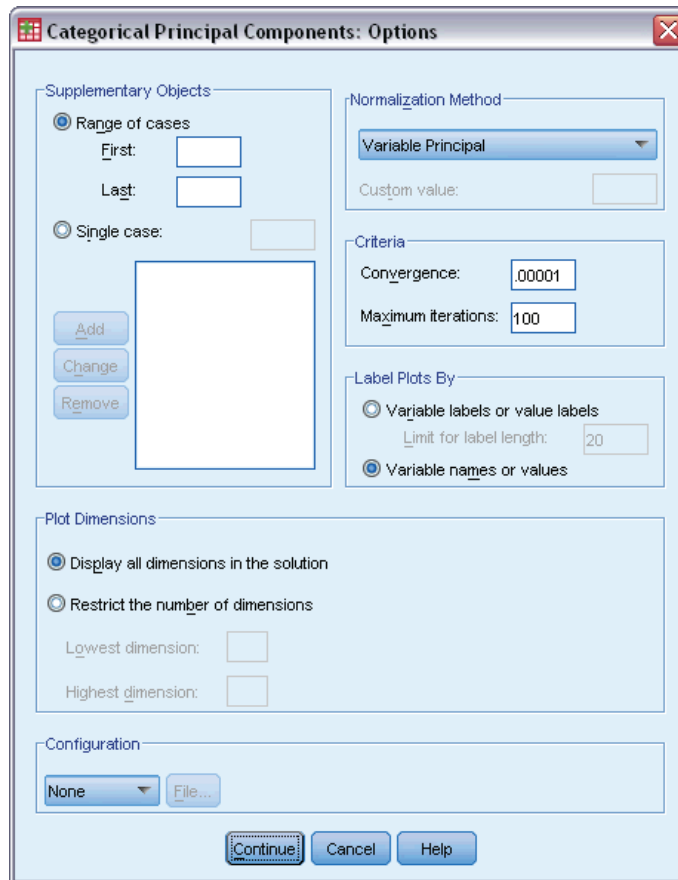 Categorical Principal Components: Options
Supplementary Objects
Range of cases
First:
Last:
Single case:
Add
Change
Remove
Normalization Method
Variable Principal
Custom value:
Criteria
Convergence: .00001
Maximum iterations: 100
Label Plots By
Variable labels or value labels
Limit for label length: 20
Variable names or values
Plot Dimensions
Display all dimensions in the solution
Restrict the number of dimensions
Lowest dimension:
Highest dimension:
Configuration
None File...
Continue Cancel Help